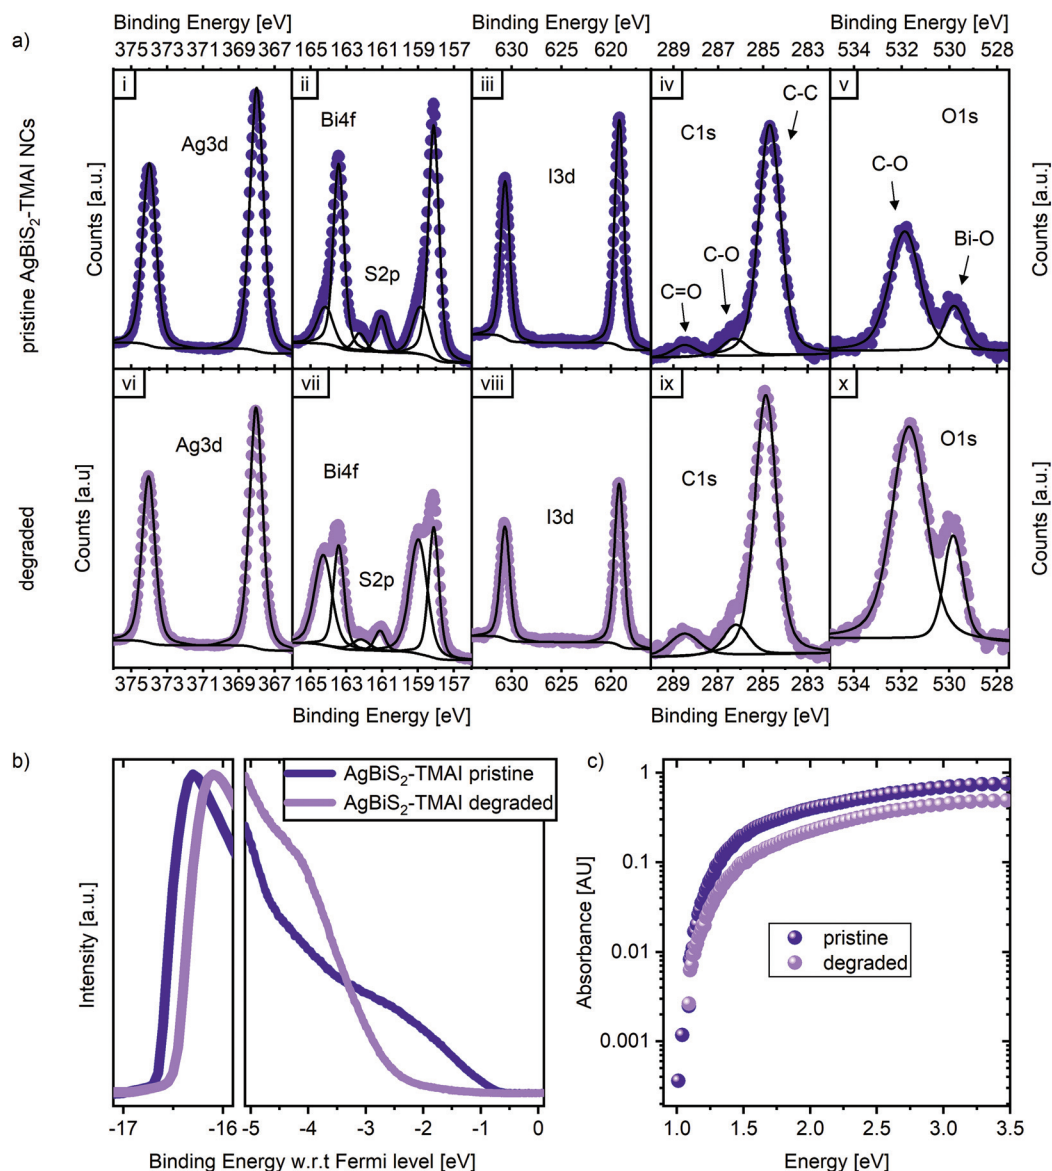 Binding Energy [eV] Binding Energy [eV] Binding Energy [eV]
a)
375 373 371 369 367 165 163 161 159 157 630 625 620 289 287 285 283 534 532 530 528
pristine AgBiS2-TMAI NCs
Counts [a.u.]
i
Ag3d
ii
Bi4f
S2p
iii
I3d
iv
C1s
C-C
C-O
C=O
v
O1s
C-O
Bi-O
Counts [a.u.]
degraded
Counts [a.u]
vi
Ag3d
vii
Bi4f
S2p
viii
I3d
ix
C1s
x
O1s
Counts [a.u.]
375 373 371 369 367 165 163 161 159 157 630 625 620 289 287 285 283 534 532 530 528
Binding Energy [eV] Binding Energy [eV]
b)
Intensity [a.u.]
AgBiS2-TMAI pristine
AgBiS2-TMAI degraded
-17 -16 -5 -4 -3 -2 -1 0
Binding Energy w.r.t Fermi level [eV]
c)
Absorbance [AU]
1
0.1
0.01
0.001
pristine
degraded
1.0 1.5 2.0 2.5 3.0 3.5
Energy [eV]